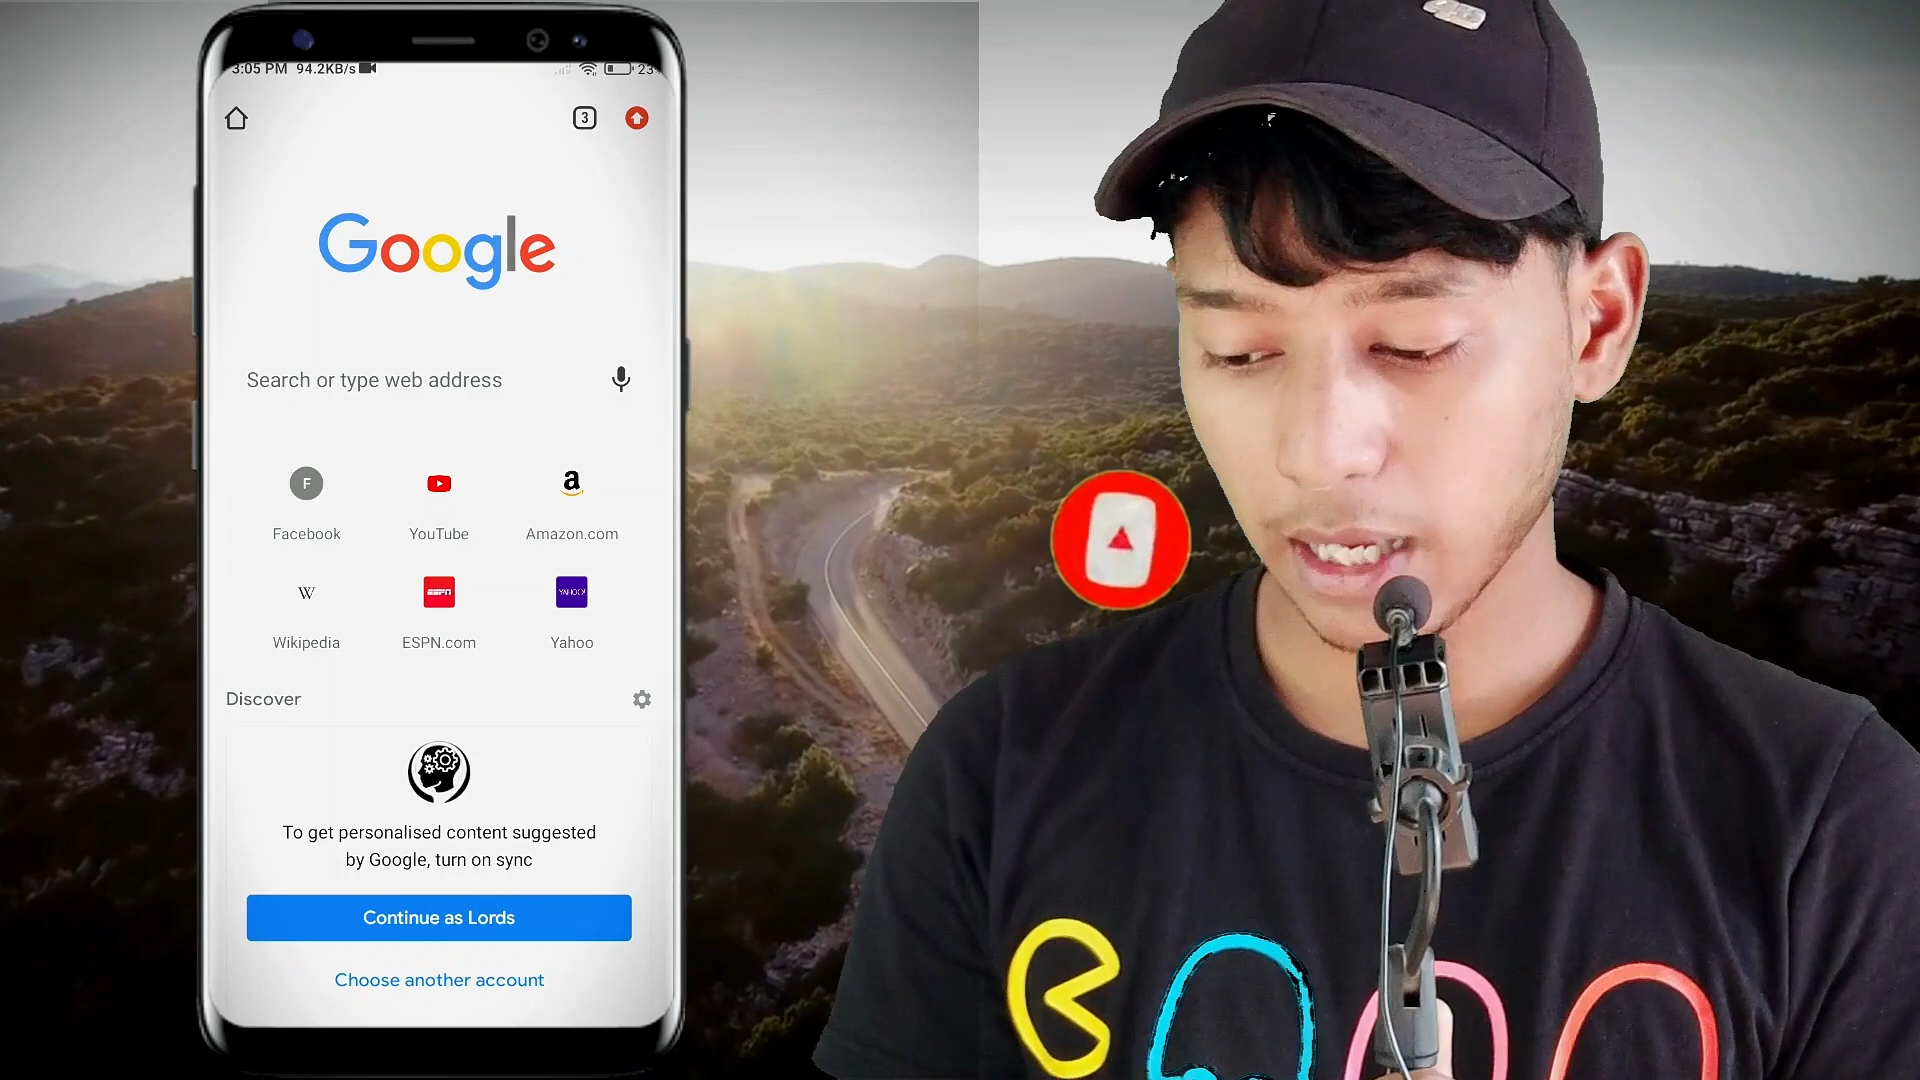 3:05 PM 94.2KB/s
23
3
Google
Search or type web address
F
a
Facebook
YouTube
Amazon.com
W
ESPN
YAHOO!
Wikipedia
ESPN.com
Yahoo
Discover
To get personalised content suggested
by Google, turn on sync
Continue as Lords
Choose another account